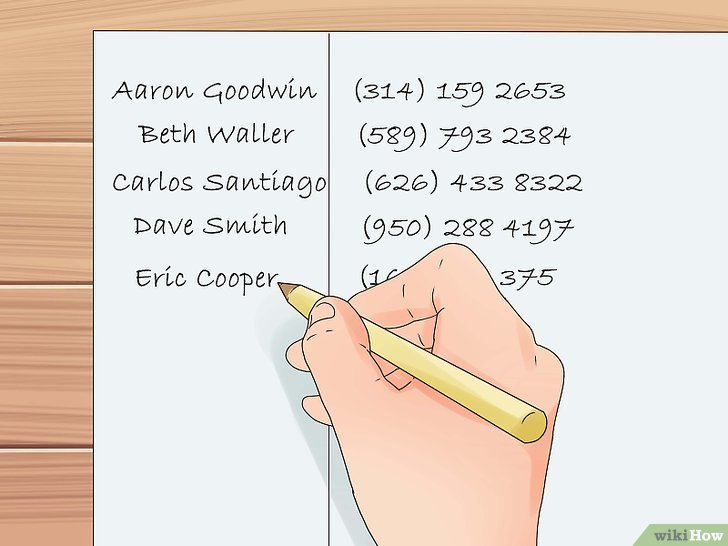 Aaron Goodwin (314) 159 2653
Beth Waller (589) 793 2384
Carlos Santiago (626) 433 8322
Dave Smith (950) 288 4197
Eric Cooper 375
wikiHow